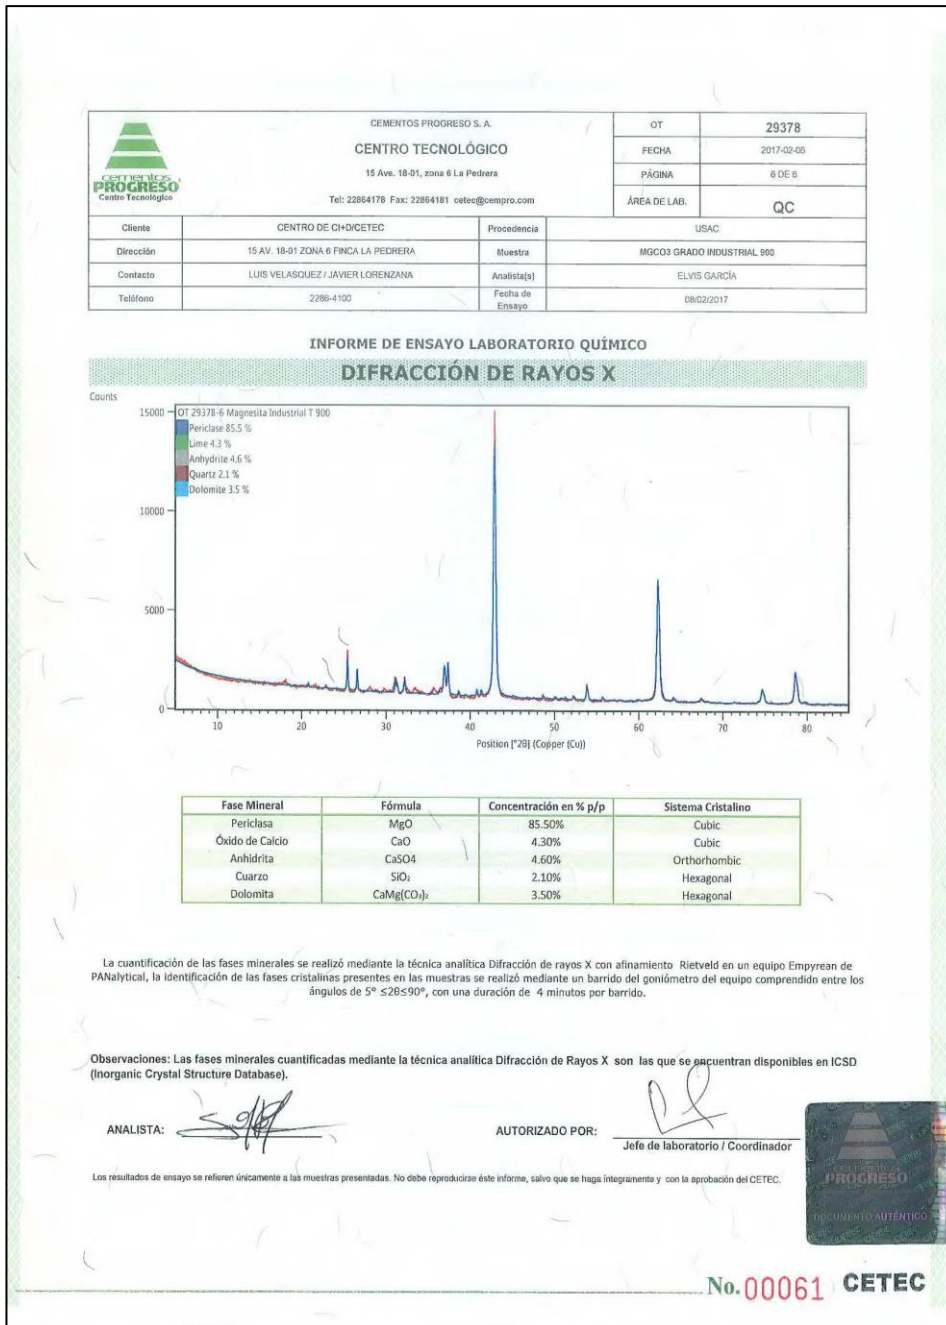 cementos
PROGRESO
Centro Tecnológico
CEMENTOS PROGRESO S. A.
CENTRO TECNOLÓGICO
15 Ave. 18-01, zona 6 La Pedrera
Tel: 22864178 Fax: 22864181 cetec@cempro.com
OT 29378
FECHA 2017-02-08
PÁGINA 6 DE 6
ÁREA DE LAB. QC
Cliente CENTRO DE CI+D/CETEC Procedencia USAC
Dirección 15 AV. 18-01 ZONA 6 FINCA LA PEDRERA Muestra MGCO3 GRADO INDUSTRIAL 900
Contacto LUIS VELASQUEZ / JAVIER LORENZANA Analista(s) ELVIS GARCÍA
Teléfono 2286-4100 Fecha de Ensayo 08/02/2017
INFORME DE ENSAYO LABORATORIO QUÍMICO
DIFRACCIÓN DE RAYOS X
Counts
OT 29378-6 Magnesita Industrial T 900
Periclase 85.5 %
Lime 4.3 %
Anhydrite 4.6 %
Quartz 2.1 %
Dolomite 3.5 %
15000
10000
5000
0
10 20 30 40 50 60 70 80
Position [°2θ] (Copper (Cu))
Fase Mineral Fórmula Concentración en % p/p Sistema Cristalino
Periclasa MgO 85.50% Cubic
Óxido de Calcio CaO 4.30% Cubic
Anhidrita CaSO4 4.60% Orthorhombic
Cuarzo SiO₂ 2.10% Hexagonal
Dolomita CaMg(CO₃)₂ 3.50% Hexagonal
La cuantificación de las fases minerales se realizó mediante la técnica analítica Difracción de rayos X con afinamiento Rietveld en un equipo Empyrean de
PANalytical, la identificación de las fases cristalinas presentes en las muestras se realizó mediante un barrido del goniómetro del equipo comprendidn entre los
ángulos de 5° ≤2θ≤90°, con una duración de 4 minutos por barrido.
Observaciones: Las fases minerales cuantificadas mediante la técnica analítica Difracción de Rayos X son las que se encuentran disponibles en ICSD
(Inorganic Crystal Structure Database).
ANALISTA:
AUTORIZADO POR:
Jefe de laboratorio / Coordinador
Los resultados de ensayo se refieren únicamente a las muestras presentadas. No debe reproducirse éste informe, salvo que se haga íntegramente y con la aprobación del CETEC.
cementos
PROGRESO
DOCUMENTO AUTÉNTICO
No. 00061 CETEC